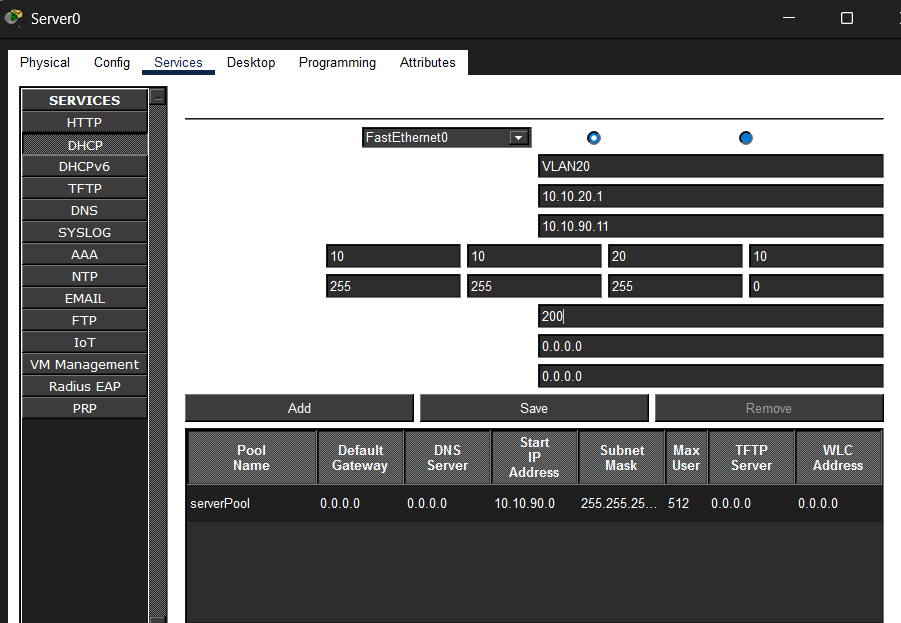 Server0
Physical Config Services Desktop Programming Attributes
SERVICES
HTTP
DHCP
DHCPv6
TFTP
DNS
SYSLOG
AAA
NTP
EMAIL
FTP
IoT
VM Management
Radius EAP
PRP
FastEthernet0
VLAN20
10.10.20.1
10.10.90.11
10 10 20 10
255 255 255 0
200
0.0.0.0
0.0.0.0
Add Save Remove
Pool Name Default Gateway DNS Server Start IP Address Subnet Mask Max User TFTP Server WLC Address
serverPool 0.0.0.0 0.0.0.0 10.10.90.0 255.255.25... 512 0.0.0.0 0.0.0.0